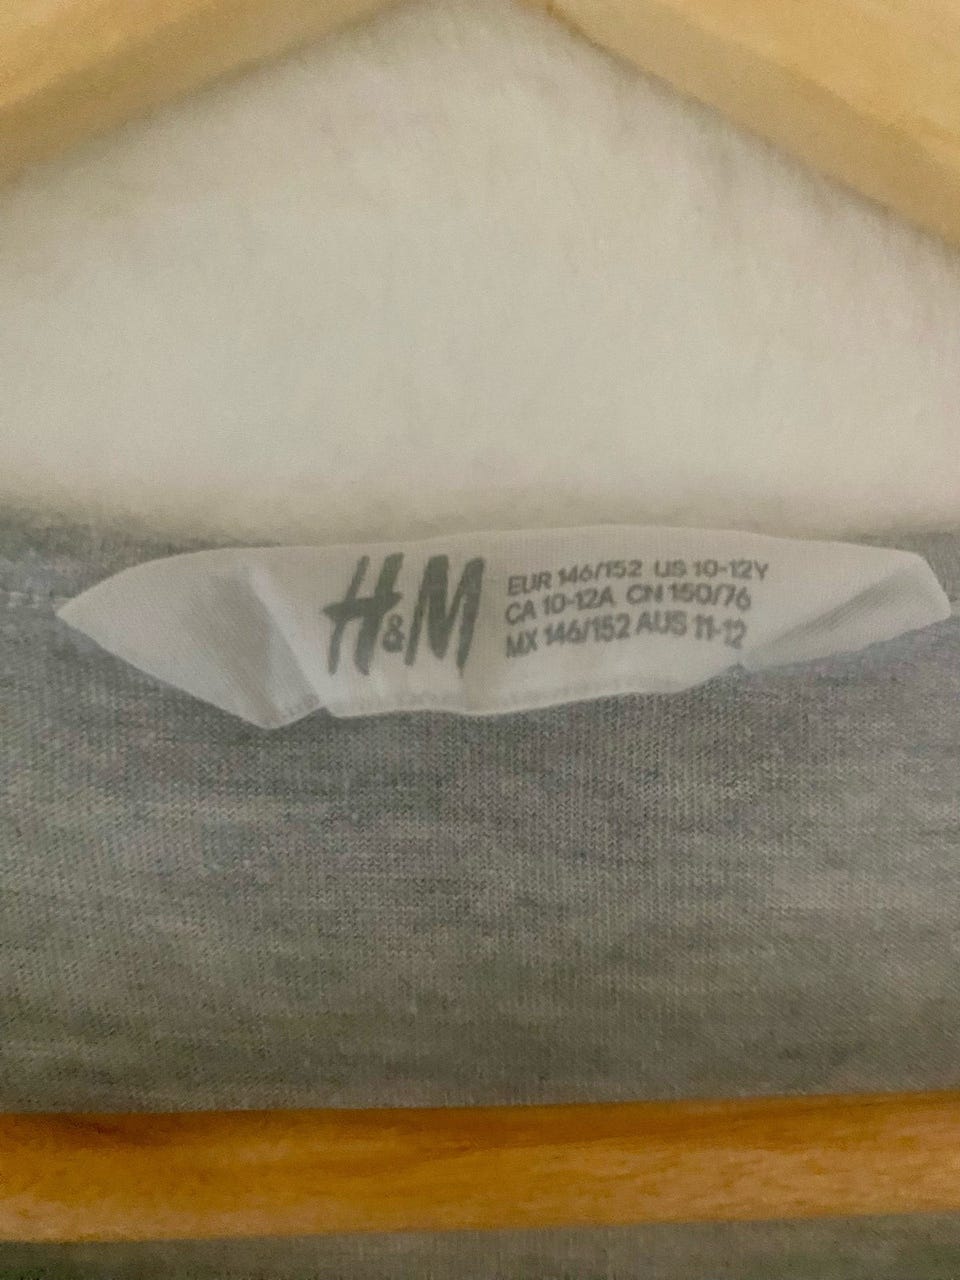 H&M
EUR 146/152 US 10-12Y
CA 10-12A CN 150/76
MX 146/152 AUS 11-12